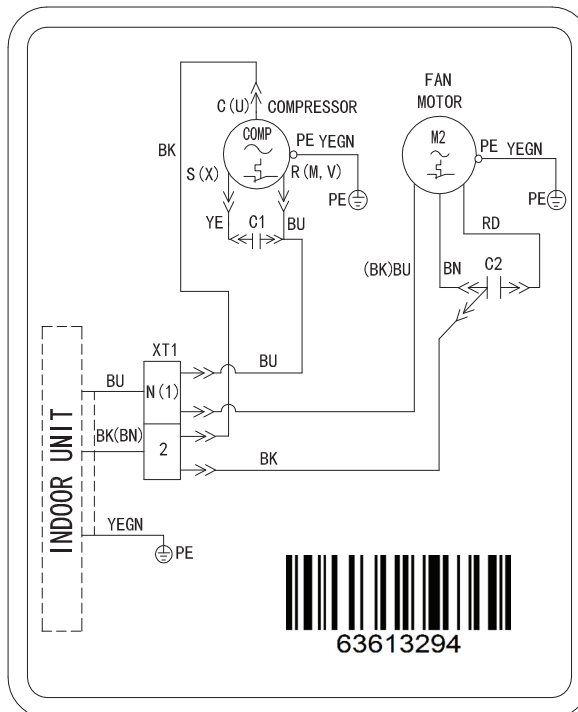 FAN
MOTOR
C(U) COMPRESSOR
COMP
PE YEGN
M2
PE YEGN
BK
S(X)
R(M, V)
PE
PE
YE
C1
BU
RD
(BK)BU
BN
C2
XT1
BU
BU
N(1)
BK(BN)
2
BK
INDOOR UNIT
YEGN
PE
63613294